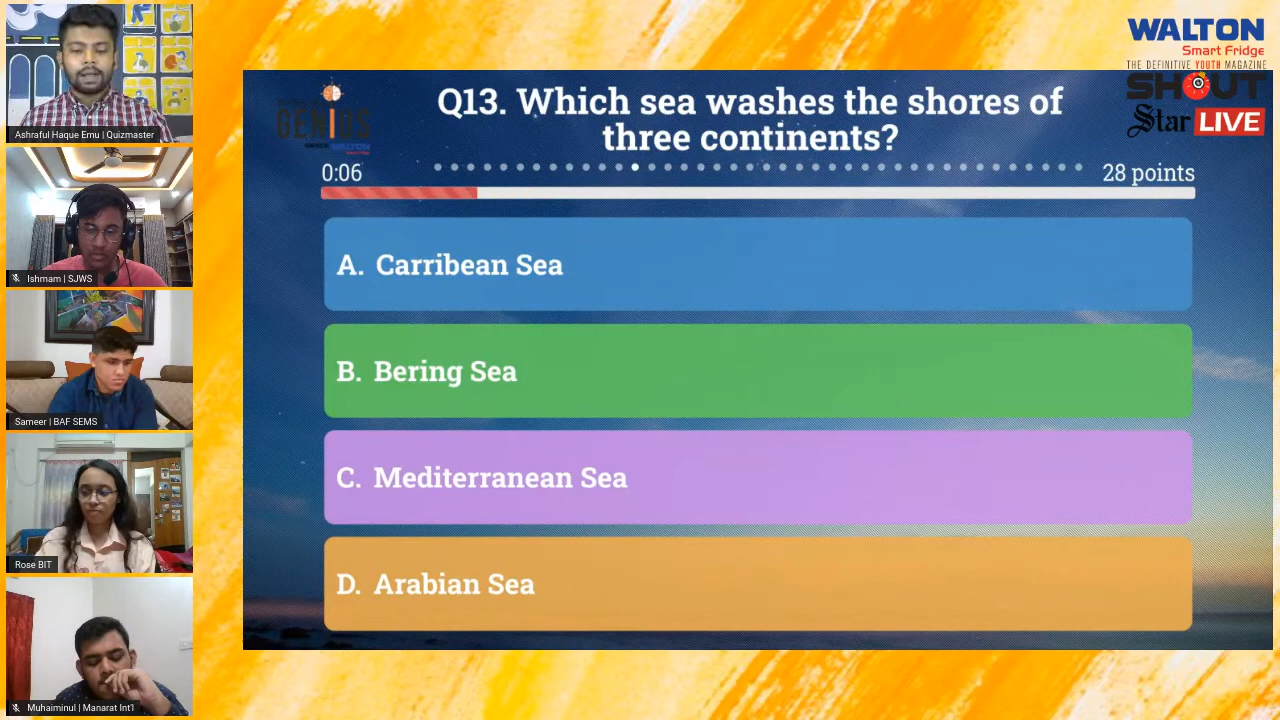 Ashraful Haque Emu | Quizmaster
Ishmam | SJWS
Sameer | BAF SEMS
Rose BIT
Muhaiminul | Manarat Int'l
WALTON
Smart Fridge
THE DEFINITIVE YOUTH MAGAZINE
SHOUT
Star LIVE
GENIUS
Q13. Which sea washes the shores of
three continents?
0:06
28 points
A. Carribean Sea
B. Bering Sea
C. Mediterranean Sea
D. Arabian Sea